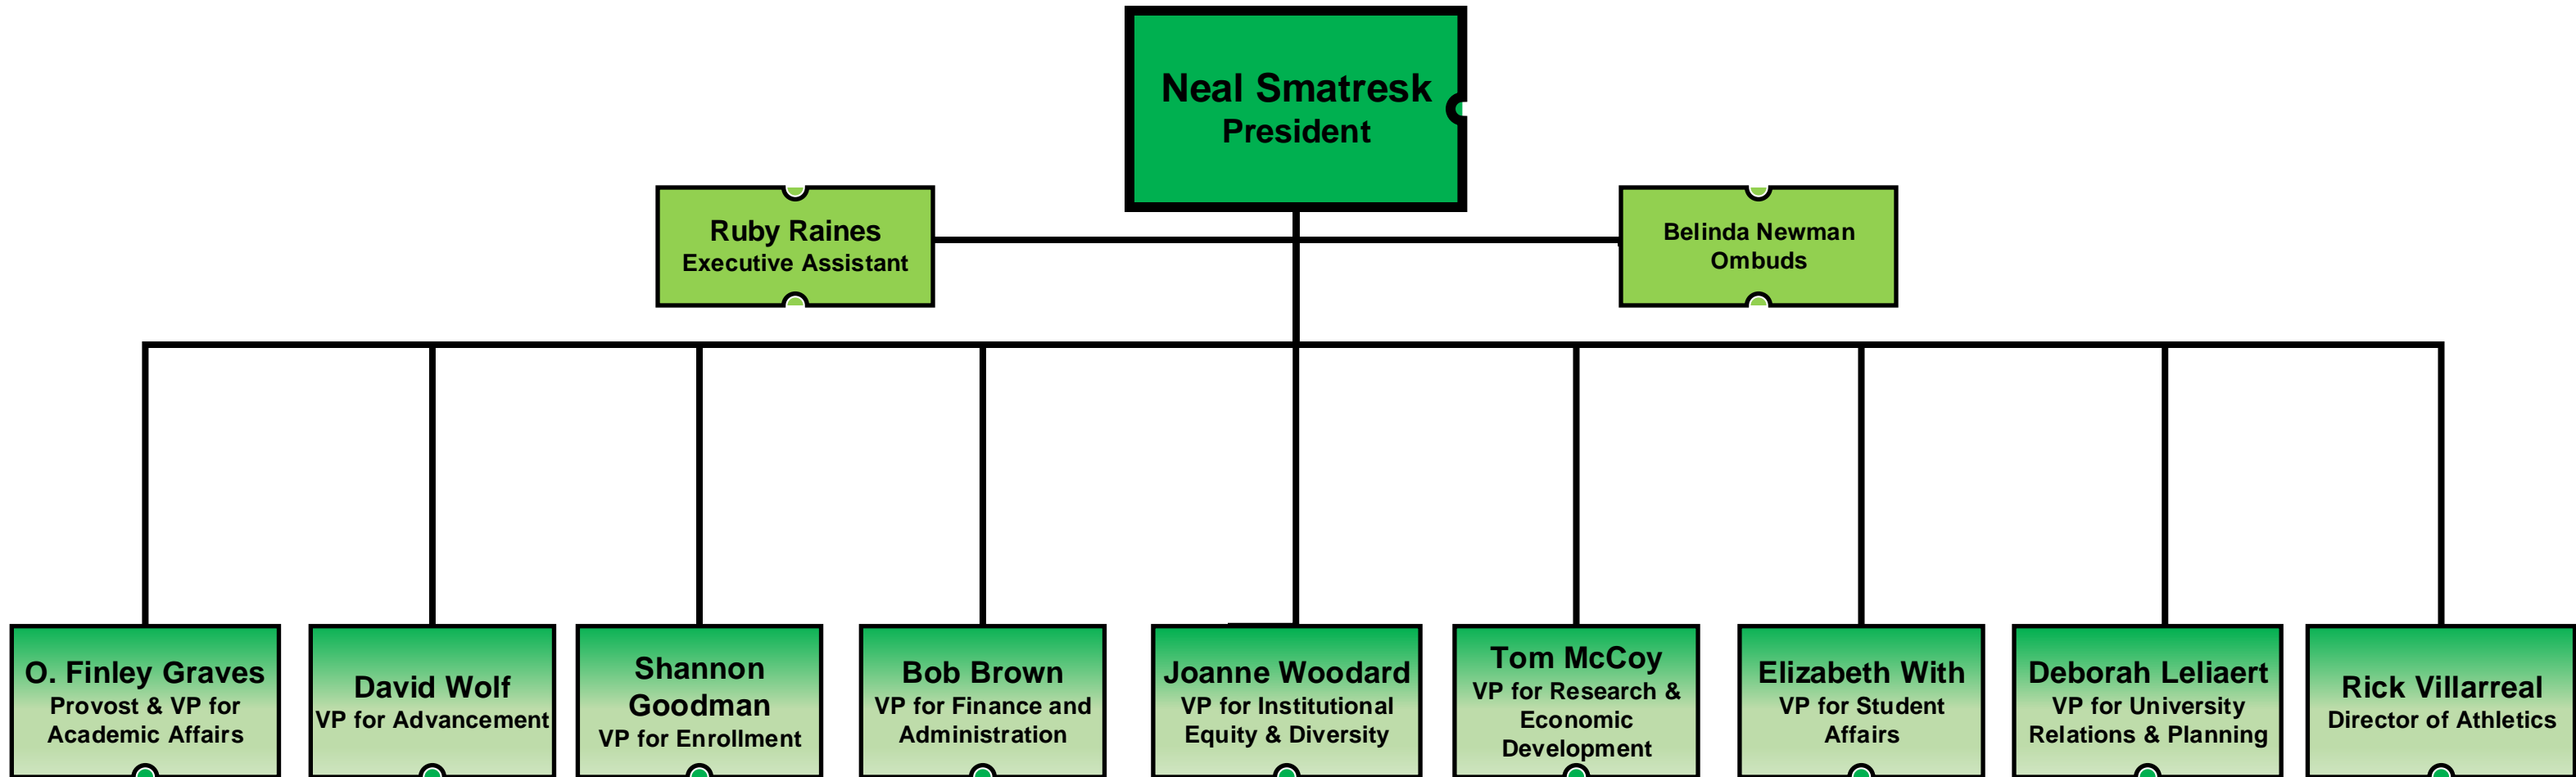 Neal Smatresk
President
Ruby Raines
Executive Assistant
Belinda Newman
Ombuds
O. Finley Graves
Provost & VP for
Academic Affairs
David Wolf
VP for Advancement
Shannon
Goodman
VP for Enrollment
Bob Brown
VP for Finance and
Administration
Joanne Woodard
VP for Institutional
Equity & Diversity
Tom McCoy
VP for Research &
Economic
Development
Elizabeth With
VP for Student
Affairs
Deborah Leliaert
VP for University
Relations & Planning
Rick Villarreal
Director of Athletics